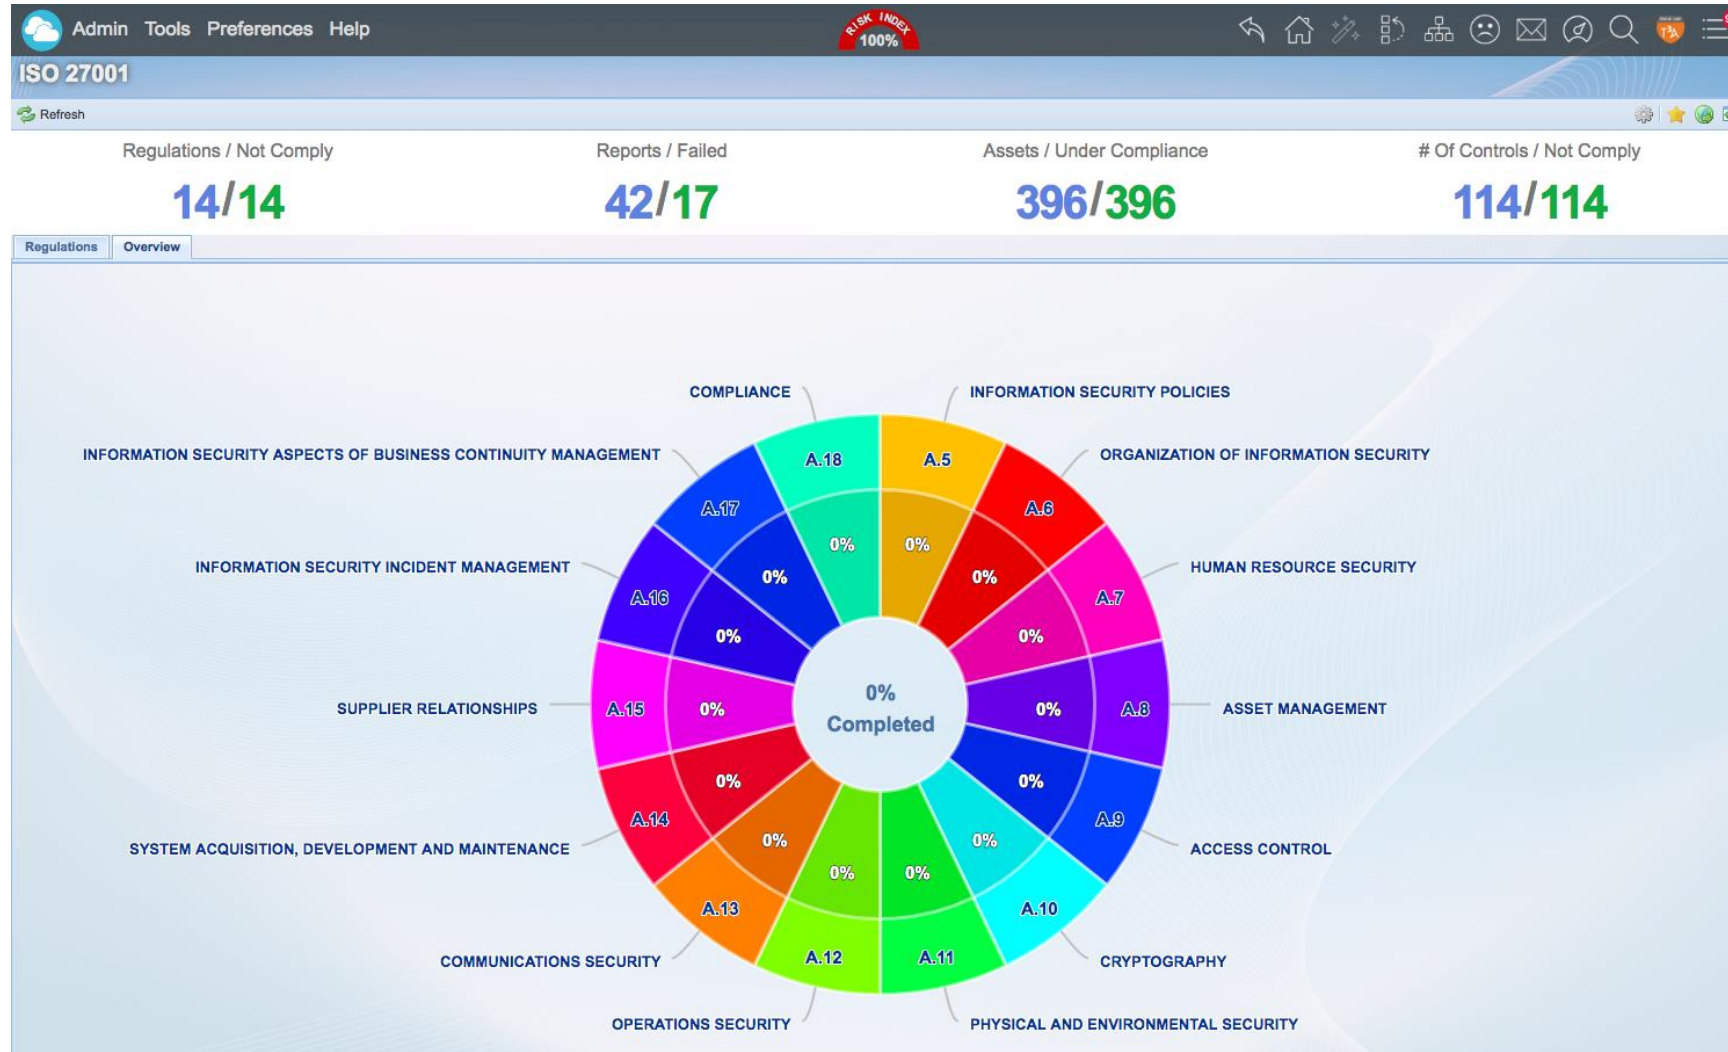 Admin Tools Preferences Help
RISK INDEX
100%
ISO 27001
Refresh
Regulations / Not Comply
Reports / Failed
Assets / Under Compliance
# Of Controls / Not Comply
14/14
42/17
396/396
114/114
Regulations
Overview
COMPLIANCE
INFORMATION SECURITY POLICIES
INFORMATION SECURITY ASPECTS OF BUSINESS CONTINUITY MANAGEMENT
A.18
A.5
ORGANIZATION OF INFORMATION SECURITY
A.17
A.6
0%
0%
INFORMATION SECURITY INCIDENT MANAGEMENT
0%
0%
HUMAN RESOURCE SECURITY
A.16
A.7
0%
0%
SUPPLIER RELATIONSHIPS
A.15
0%
0%
Completed
0%
A.8
ASSET MANAGEMENT
0%
0%
A.14
A.9
SYSTEM ACQUISITION, DEVELOPMENT AND MAINTENANCE
0%
0%
ACCESS CONTROL
0%
0%
A.13
A.10
COMMUNICATIONS SECURITY
A.12
A.11
CRYPTOGRAPHY
OPERATIONS SECURITY
PHYSICAL AND ENVIRONMENTAL SECURITY